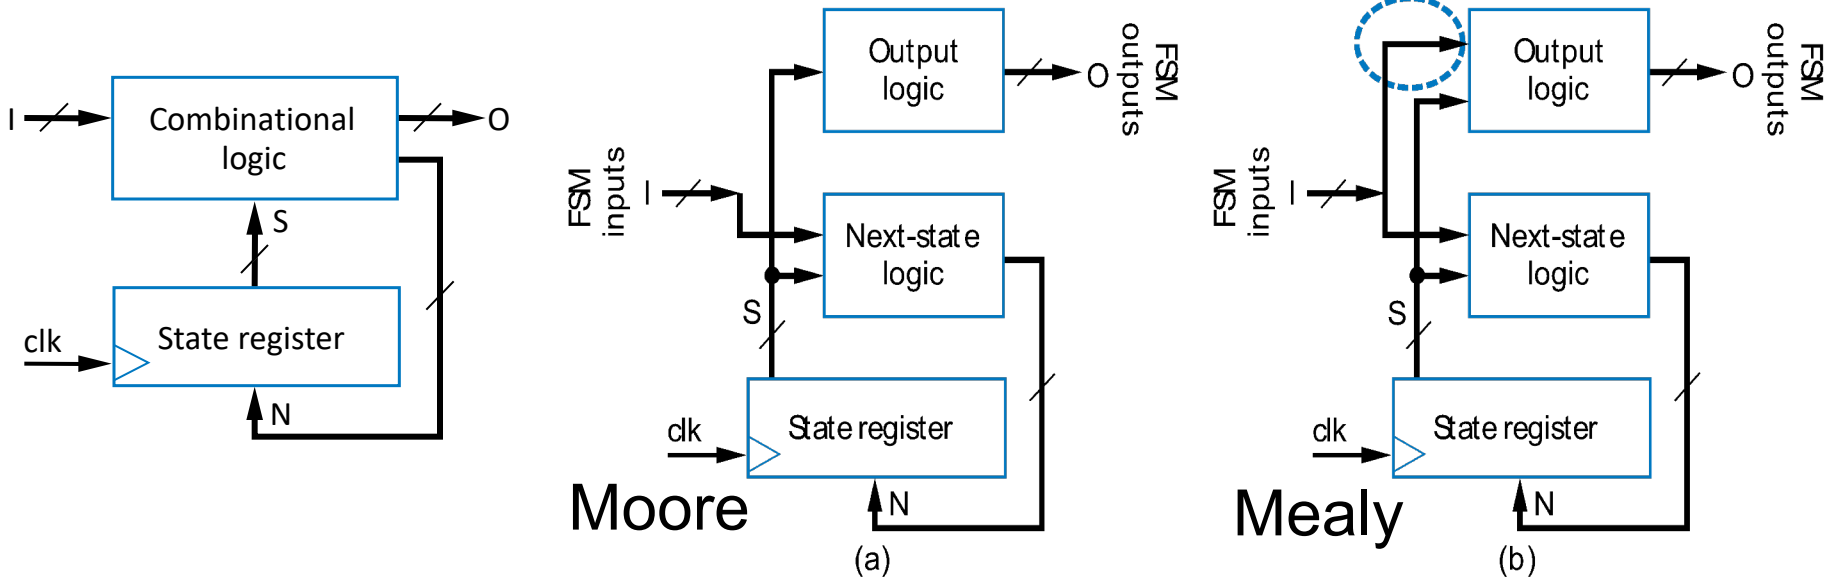 I
Combinational
logic
O
S
clk
State register
N
Output
logic
O
FSM
outputs
FSM
inputs
I
Next-state
logic
S
clk
State register
N
Moore
(a)
Output
logic
O
FSM
outputs
FSM
inputs
I
Next-state
logic
S
clk
State register
N
Mealy
(b)